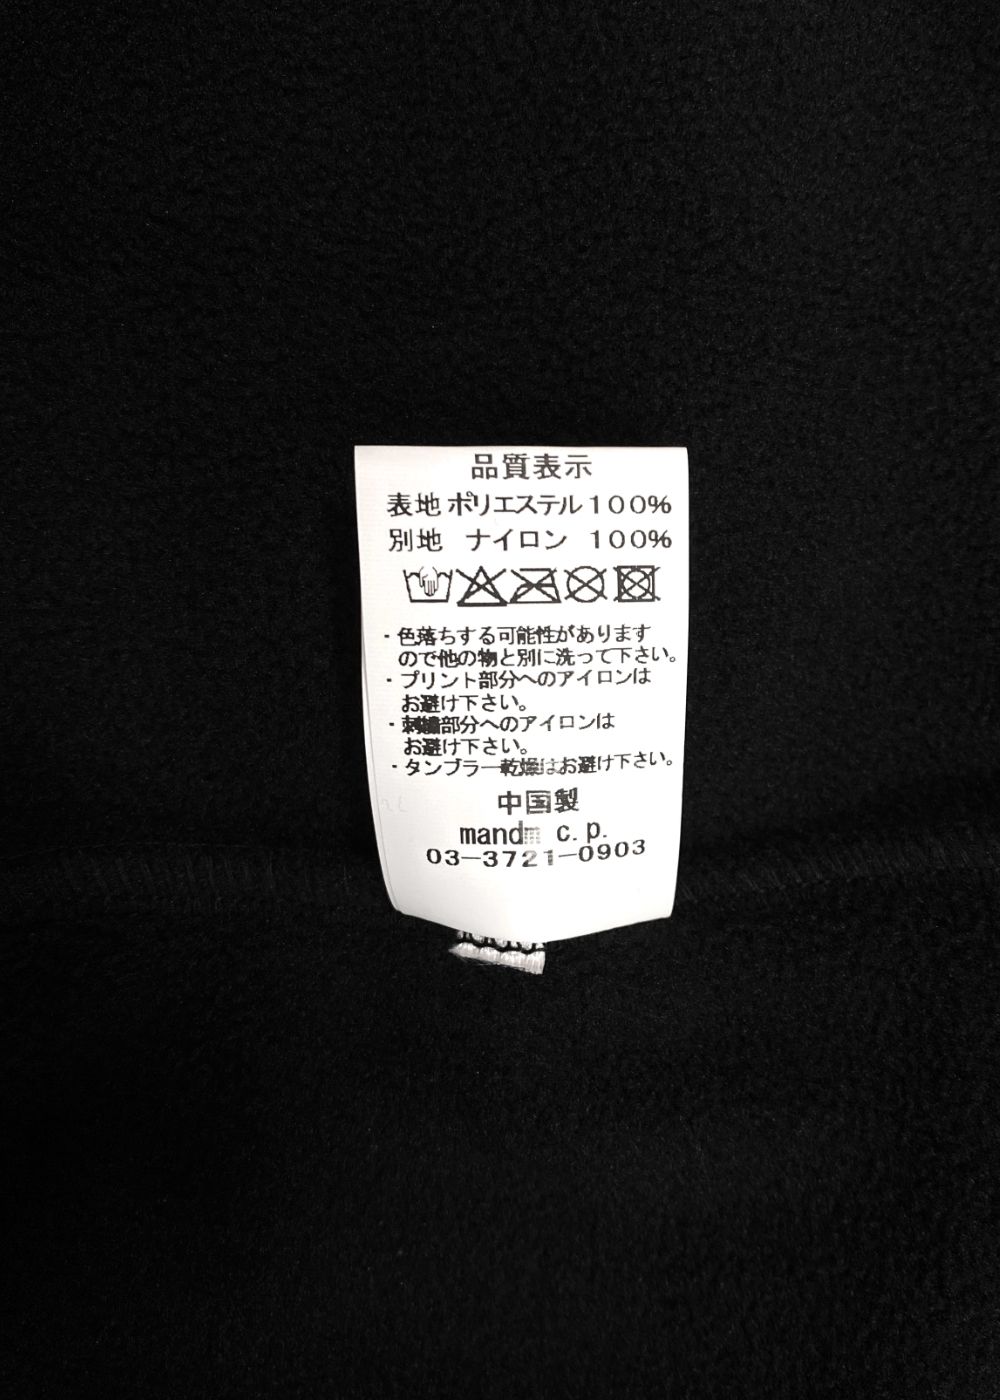 品質表示
表地 ポリエステル100%
別地 ナイロン 100%
・色落ちする可能性があります
ので他の物と別に洗って下さい。
・プリント部分へのアイロンは
お避け下さい。
・刺繍部分へのアイロンは
お避け下さい。
・タンブラー乾燥はお避け下さい。
中国製
mandm c.p.
03-3721-0903